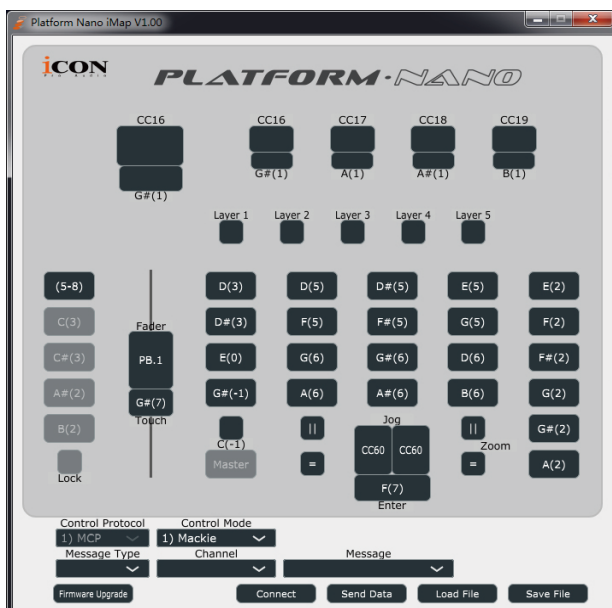 Platform Nano iMap V1.00
iCON
PRO AUDIO
PLATFORM·NANO
CC16 CC16 CC17 CC18 CC19
G#(1) A(1) A#(1) B(1)
G#(1)
Layer 1 Layer 2 Layer 3 Layer 4 Layer 5
(5-8) D(3) D(5) D#(5) E(5) E(2)
C(3) Fader D#(3) F(5) F#(5) G(5) F(2)
C#(3) PB.1 E(0) G(6) G#(6) D(6) F#(2)
A#(2) G#(7) G#(-1) A(6) A#(6) B(6) G(2)
Touch Jog
B(2) C(-1) || CC60 CC60 || Zoom G#(2)
Lock Master = F(7) = A(2)
Enter
Control Protocol Control Mode
1) MCP 1) Mackie
Message Type Channel Message
Firmware Upgrade Connect Send Data Load File Save File